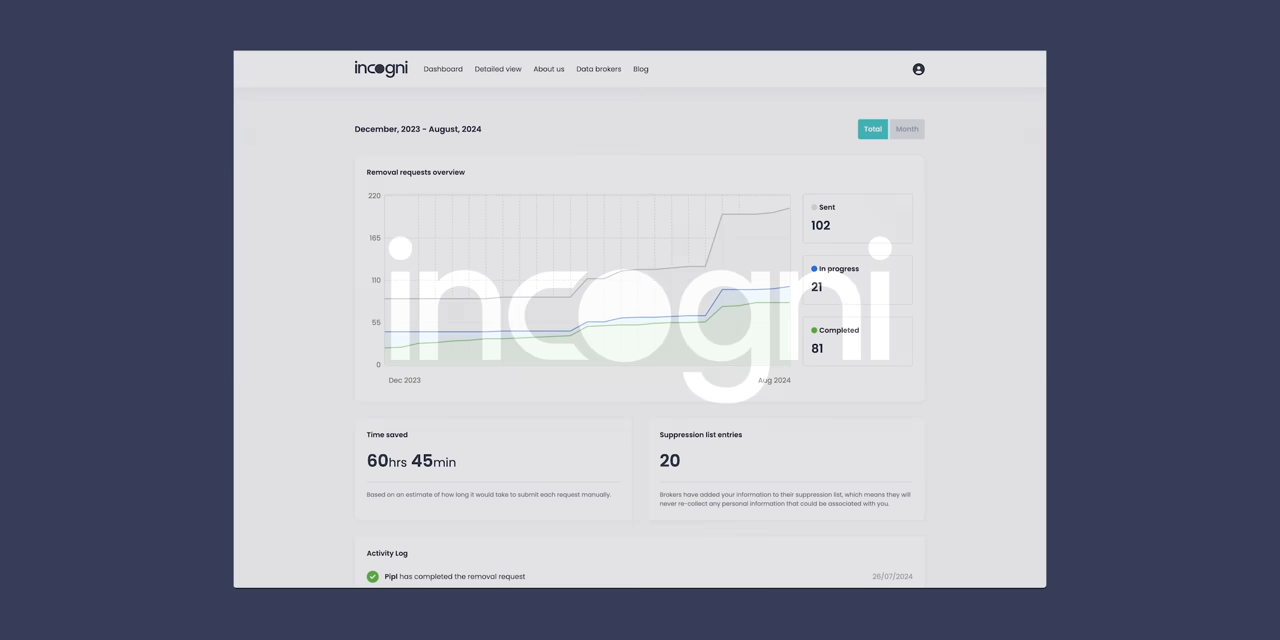 incogni Dashboard Detailed view About us Data brokers Blog
December, 2023 - August, 2024
Total Month
Removal requests overview
220
165
110
55
0
Dec 2023 Aug 2024
Sent
102
In progress
21
Completed
81
incogni
Time saved
60hrs 45min
Based on an estimate of how long it would take to submit each request manually.
Suppression list entries
20
Brokers have added your information to their suppression list, which means they will
never re-collect any personal information that could be associated with you.
Activity Log
Pipl has completed the removal request 26/07/2024